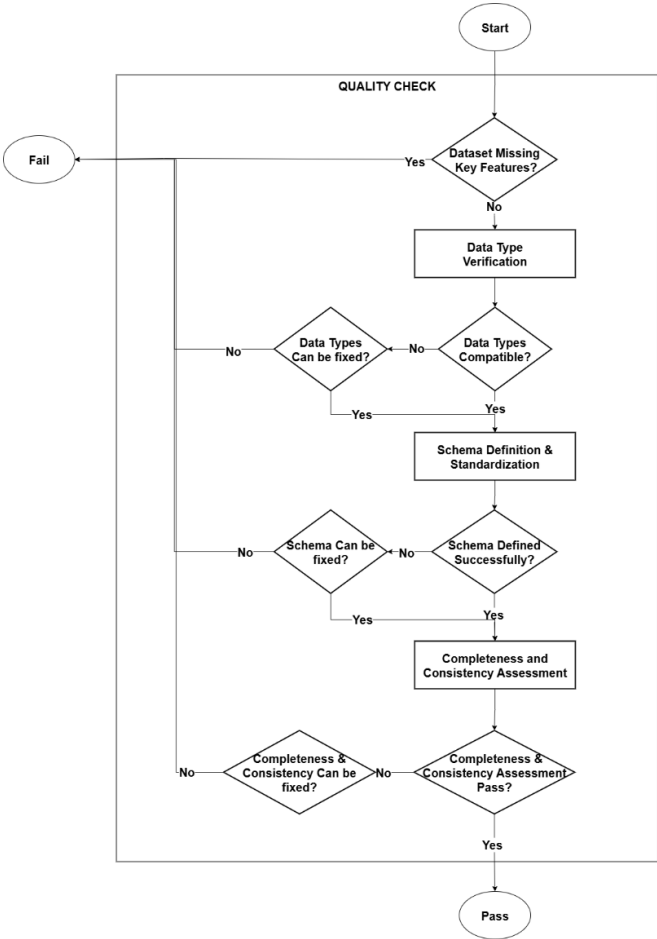 Start
QUALITY CHECK
Fail
Yes
Dataset Missing
Key Features?
No
Data Type
Verification
No
Data Types
Can be fixed?
No
Data Types
Compatible?
Yes
Yes
Schema Definition &
Standardization
No
Schema Can be
fixed?
No
Schema Defined
Successfully?
Yes
Yes
Completeness and
Consistency Assessment
No
Completeness &
Consistency Can be
fixed?
No
Completeness &
Consistency Assessment
Pass?
Yes
Pass